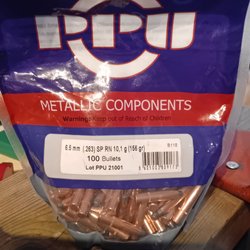 PPU
METALLIC COMPONENTS
Warning: Keep out of Reach of Children
6.5 mm (.263) SP RN 10,1 g (156 gr)
B116
100 Bullets
Lot PPU 21001